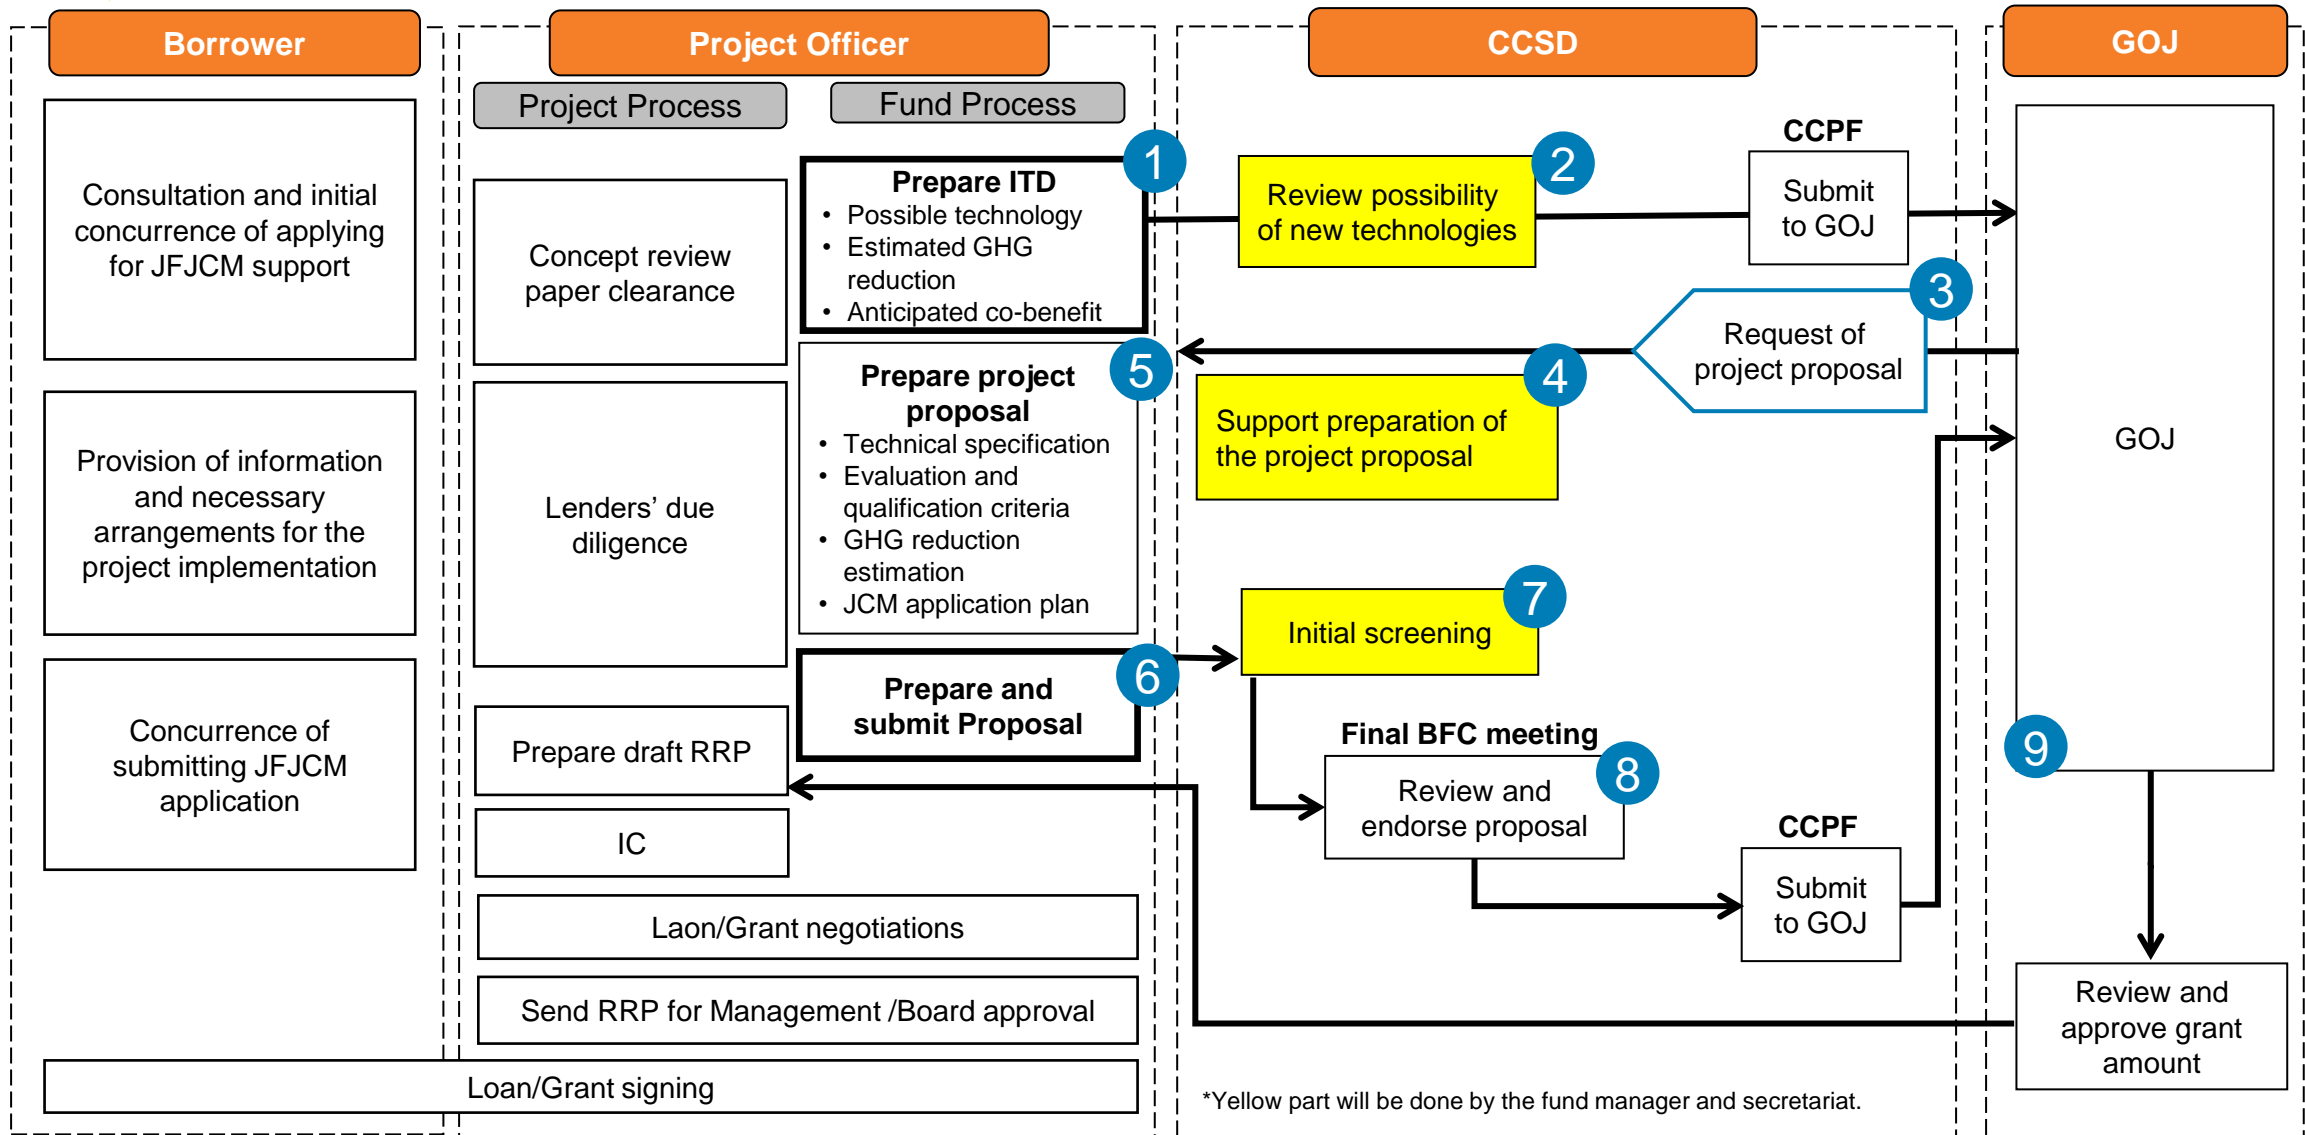 Borrower
Project Officer
CCSD
GOJ
Project Process
Fund Process
Consultation and initial
concurrence of applying
for JFJCM support
Provision of information
and necessary
arrangements for the
project implementation
Concurrence of
submitting JFJCM
application
Concept review
paper clearance
Lenders’ due
diligence
Prepare draft RRP
IC
1
Prepare ITD
• Possible technology
• Estimated GHG
reduction
• Anticipated co-benefit
5
Prepare project
proposal
• Technical specification
• Evaluation and
qualification criteria
• GHG reduction
estimation
• JCM application plan
6
Prepare and
submit Proposal
Laon/Grant negotiations
Send RRP for Management /Board approval
Loan/Grant signing
2
Review possibility
of new technologies
CCPF
Submit
to GOJ
3
Request of
project proposal
4
Support preparation of
the project proposal
7
Initial screening
Final BFC meeting
8
Review and
endorse proposal
CCPF
Submit
to GOJ
*Yellow part will be done by the fund manager and secretariat.
GOJ
9
Review and
approve grant
amount